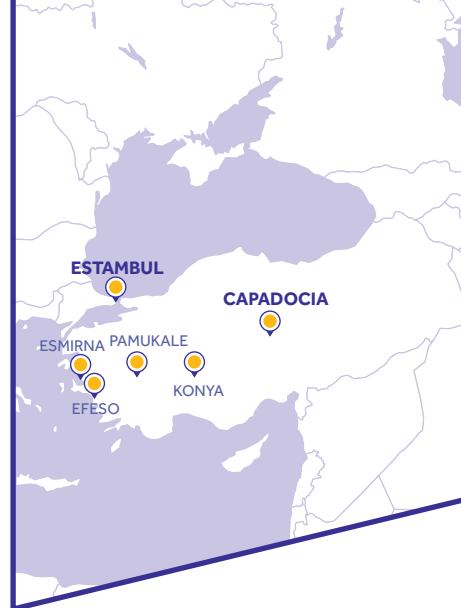 ESTAMBUL
CAPADOCIA
ESMIRNA
PAMUKALE
KONYA
EFESO